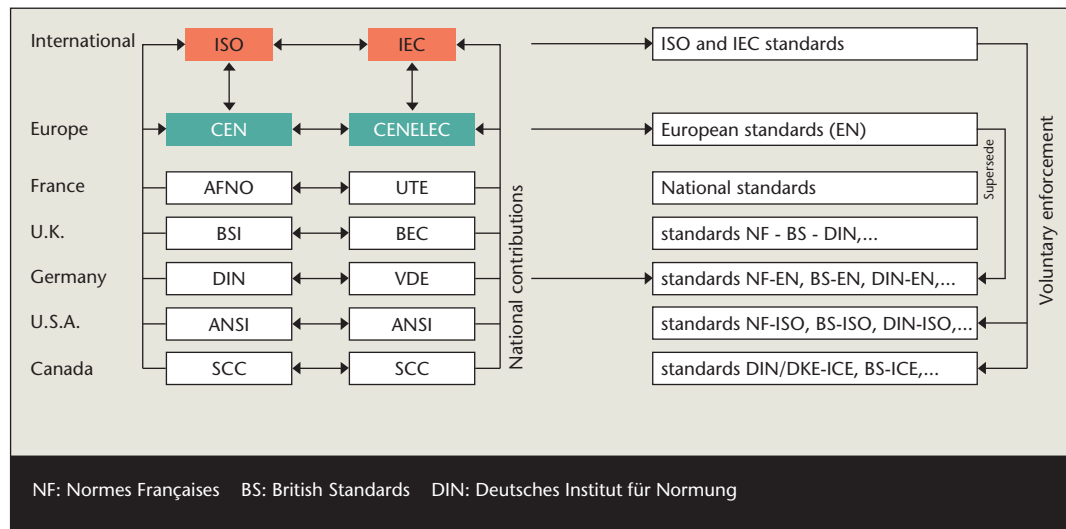 International
ISO
IEC
ISO and IEC standards
Europe
CEN
CENELEC
European standards (EN)
France
AFNO
UTE
National standards
U.K.
BSI
BEC
standards NF - BS - DIN,...
Germany
DIN
VDE
standards NF-EN, BS-EN, DIN-EN,...
U.S.A.
ANSI
ANSI
standards NF-ISO, BS-ISO, DIN-ISO,...
Canada
SCC
SCC
standards DIN/DKE-ICE, BS-ICE,...
National contributions
Supersede
Voluntary enforcement
NF: Normes Françaises BS: British Standards DIN: Deutsches Institut für Normung